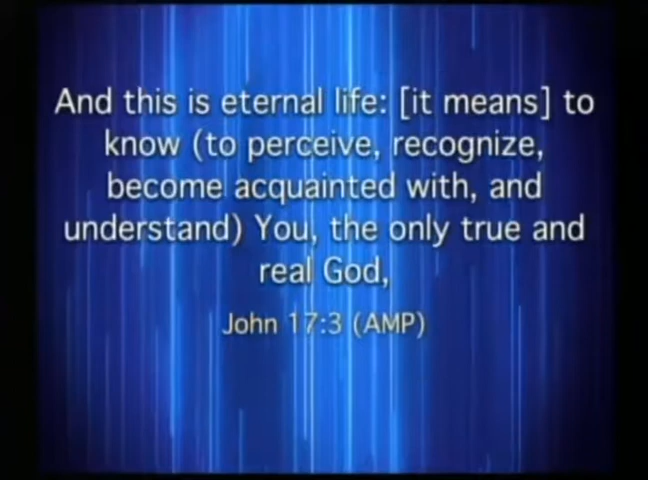 And this is eternal life: [it means] to
know (to perceive, recognize,
become acquainted with, and
understand) You, the only true and
real God,
John 17:3 (AMP)